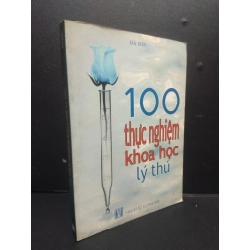 100
thực nghiệm
khoa học
lý thú